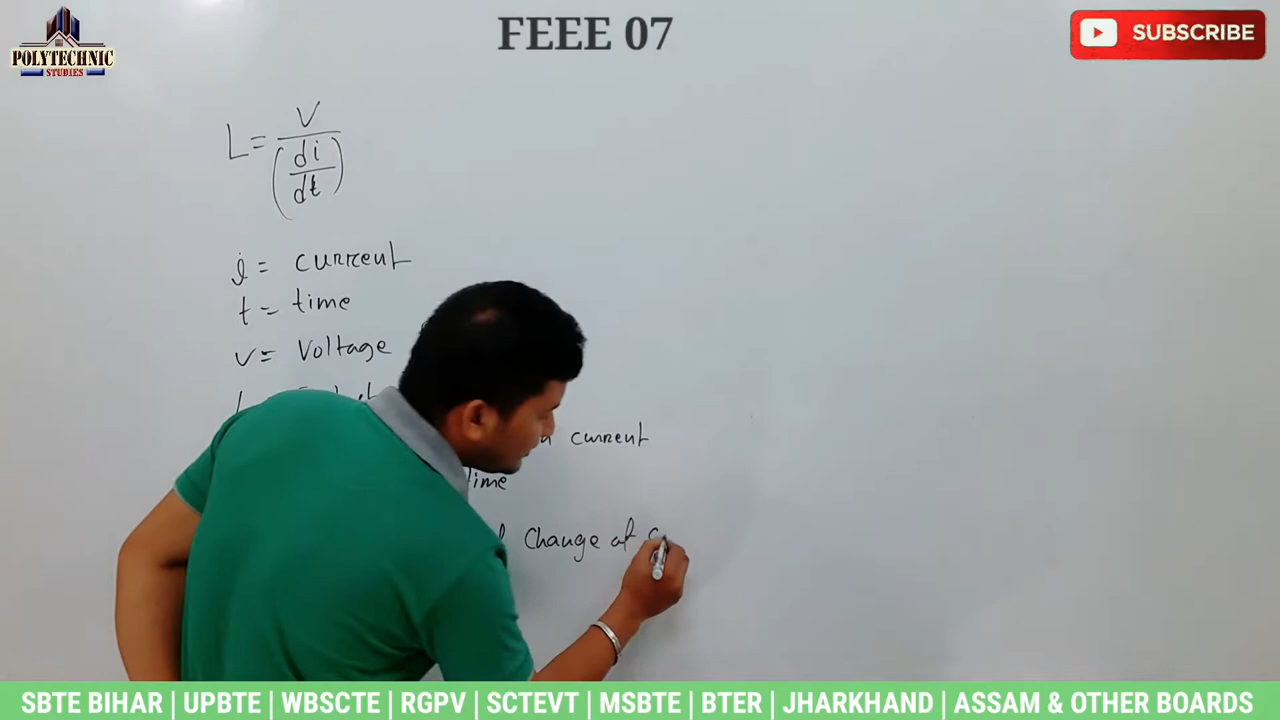 POLYTECHNIC
STUDIES
FEEE 07
SUBSCRIBE
L = V
(di
dt)
i = current
t = time
v = Voltage
current
time
change of
SBTE BIHAR | UPBTE | WBSCTE | RGPV | SCTEVT | MSBTE | BTER | JHARKHAND | ASSAM & OTHER BOARDS